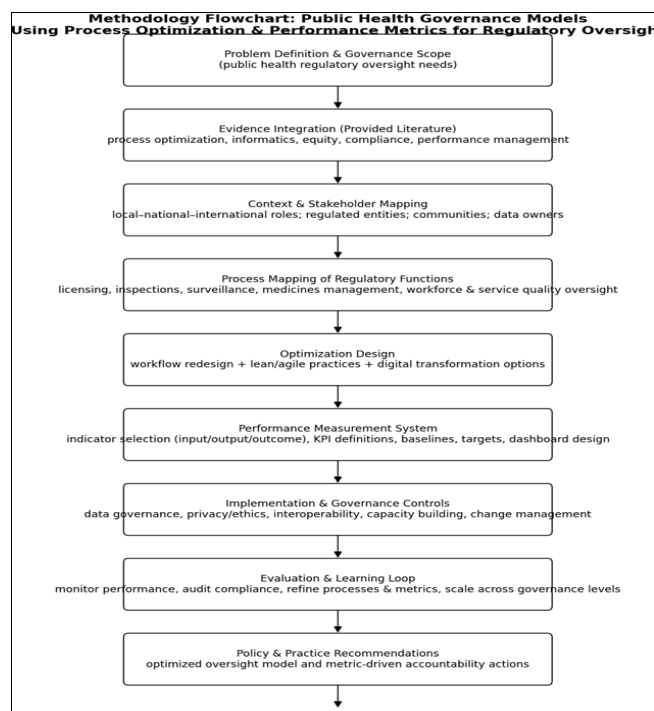 Methodology Flowchart: Public Health Governance Models
Using Process Optimization & Performance Metrics for Regulatory Oversigh
Problem Definition & Governance Scope
(public health regulatory oversight needs)
Evidence Integration (Provided Literature)
process optimization, informatics, equity, compliance, performance management
Context & Stakeholder Mapping
local–national–international roles; regulated entities; communities; data owners
Process Mapping of Regulatory Functions
licensing, inspections, surveillance, medicines management, workforce & service quality oversight
Optimization Design
workflow redesign + lean/agile practices + digital transformation options
Performance Measurement System
indicator selection (input/output/outcome), KPI definitions, baselines, targets, dashboard design
Implementation & Governance Controls
data governance, privacy/ethics, interoperability, capacity building, change management
Evaluation & Learning Loop
monitor performance, audit compliance, refine processes & metrics, scale across governance levels
Policy & Practice Recommendations
optimized oversight model and metric-driven accountability actions